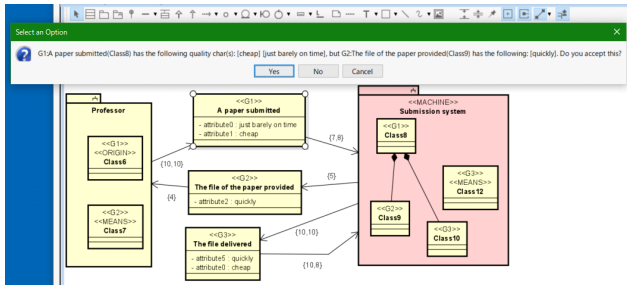 Select an Option
G1:A paper submitted(Class8) has the following quality char(s): [cheap] [just barely on time], but G2:The file of the paper provided(Class9) has the following: [quickly]. Do you accept this?
Yes No Cancel
Professor
<<G1>>
<<ORIGIN>>
Class6
<<G2>>
<<MEANS>>
Class7
<<G1>>
A paper submitted
- attribute0 : just barely on time
- attribute1 : cheap
{7,8}
{10,10}
<<G2>>
The file of the paper provided
- attribute2 : quickly
{5}
{4}
<<G3>>
The file delivered
- attribute5 : quickly
- attribute0 : cheap
{10,10}
{10,8}
<<MACHINE>>
Submission system
<<G1>>
Class8
<<G3>>
<<MEANS>>
Class12
<<G2>>
Class9
<<G3>>
Class10